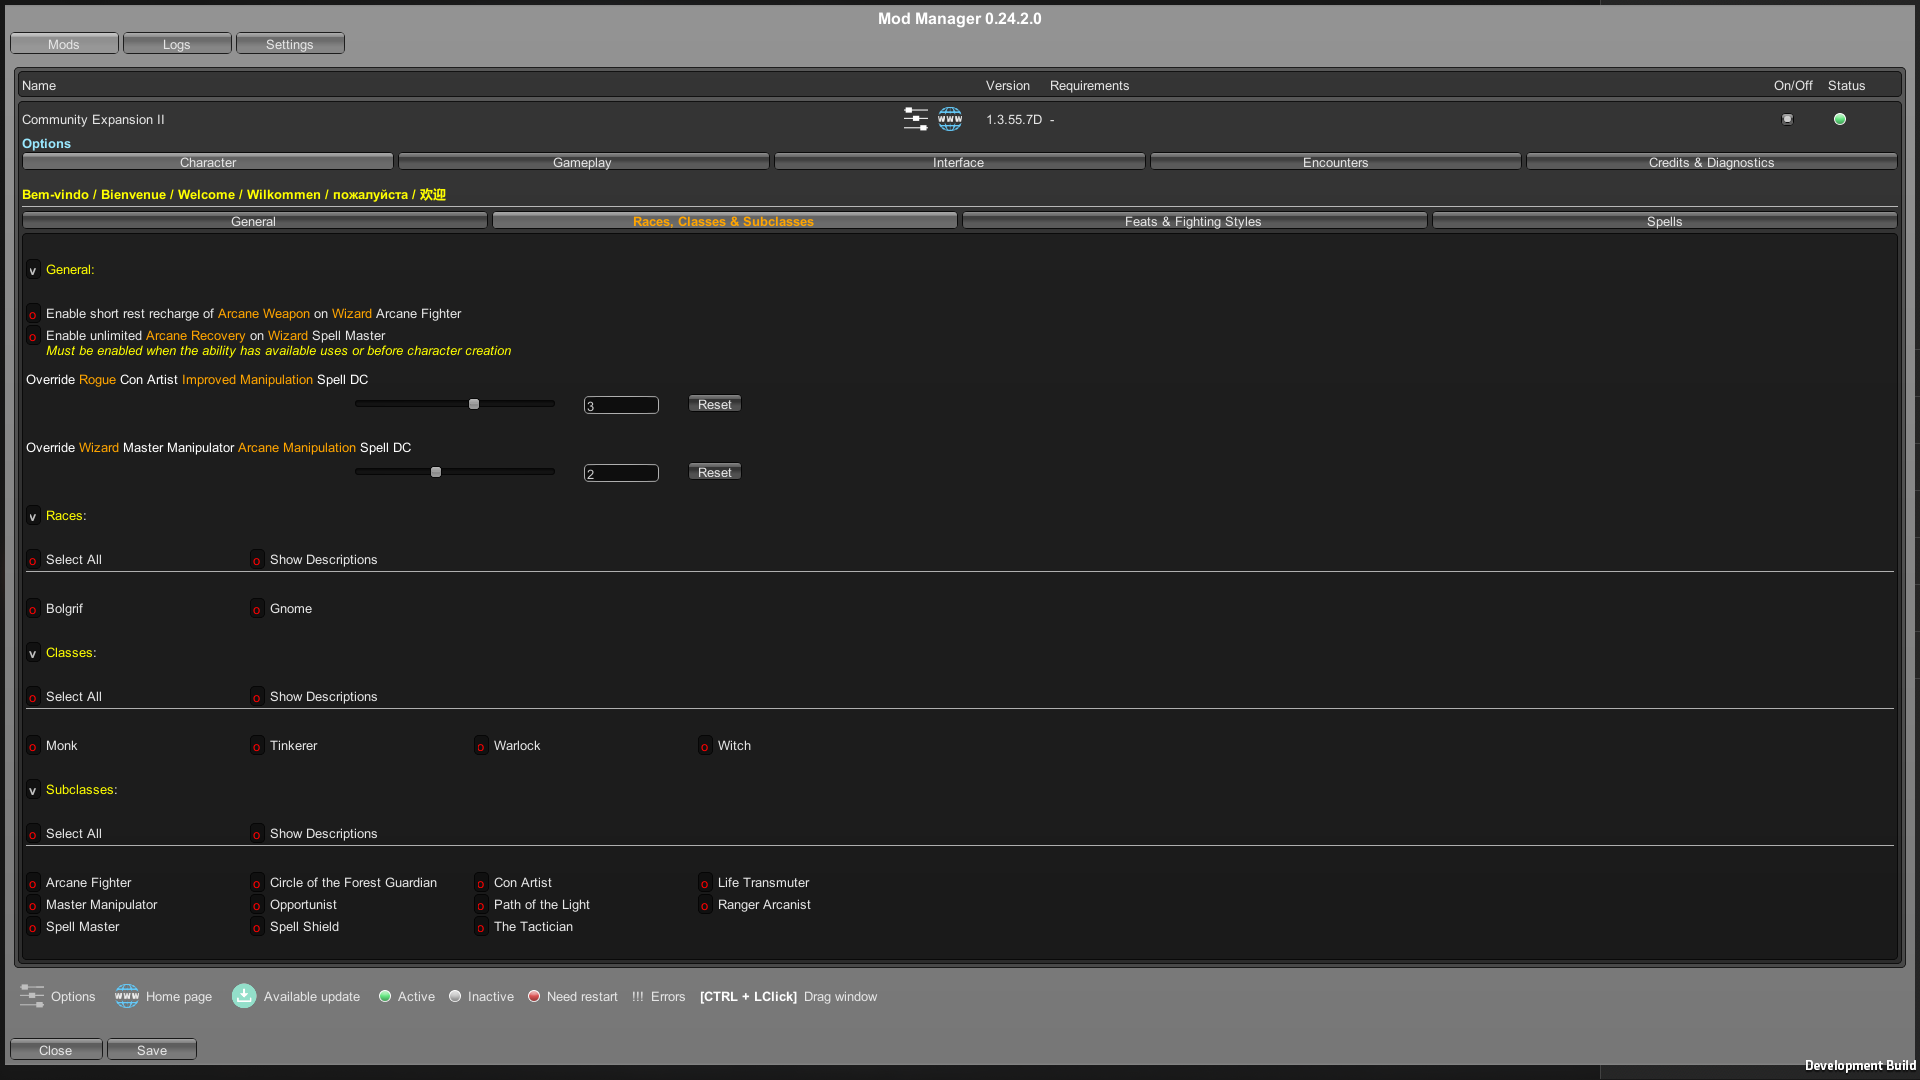 Mod Manager 0.24.2.0
Mods Logs Settings
Name Version Requirements On/Off Status
Community Expansion II www 1.3.55.7D -
Options
Character Gameplay Interface Encounters Credits & Diagnostics
Bem-vindo / Bienvenue / Welcome / Wilkommen / пожалуйста / 欢迎
General Races, Classes & Subclasses Feats & Fighting Styles Spells
v General:
o Enable short rest recharge of Arcane Weapon on Wizard Arcane Fighter
o Enable unlimited Arcane Recovery on Wizard Spell Master
Must be enabled when the ability has available uses or before character creation
Override Rogue Con Artist Improved Manipulation Spell DC
3 Reset
Override Wizard Master Manipulator Arcane Manipulation Spell DC
2 Reset
v Races:
o Select All o Show Descriptions
o Bolgrif o Gnome
v Classes:
o Select All o Show Descriptions
o Monk o Tinkerer o Warlock o Witch
v Subclasses:
o Select All o Show Descriptions
o Arcane Fighter o Circle of the Forest Guardian o Con Artist o Life Transmuter
o Master Manipulator o Opportunist o Path of the Light o Ranger Arcanist
o Spell Master o Spell Shield o The Tactician
Options www Home page Available update Active Inactive Need restart !!! Errors [CTRL + LClick] Drag window
Close Save
Development Build